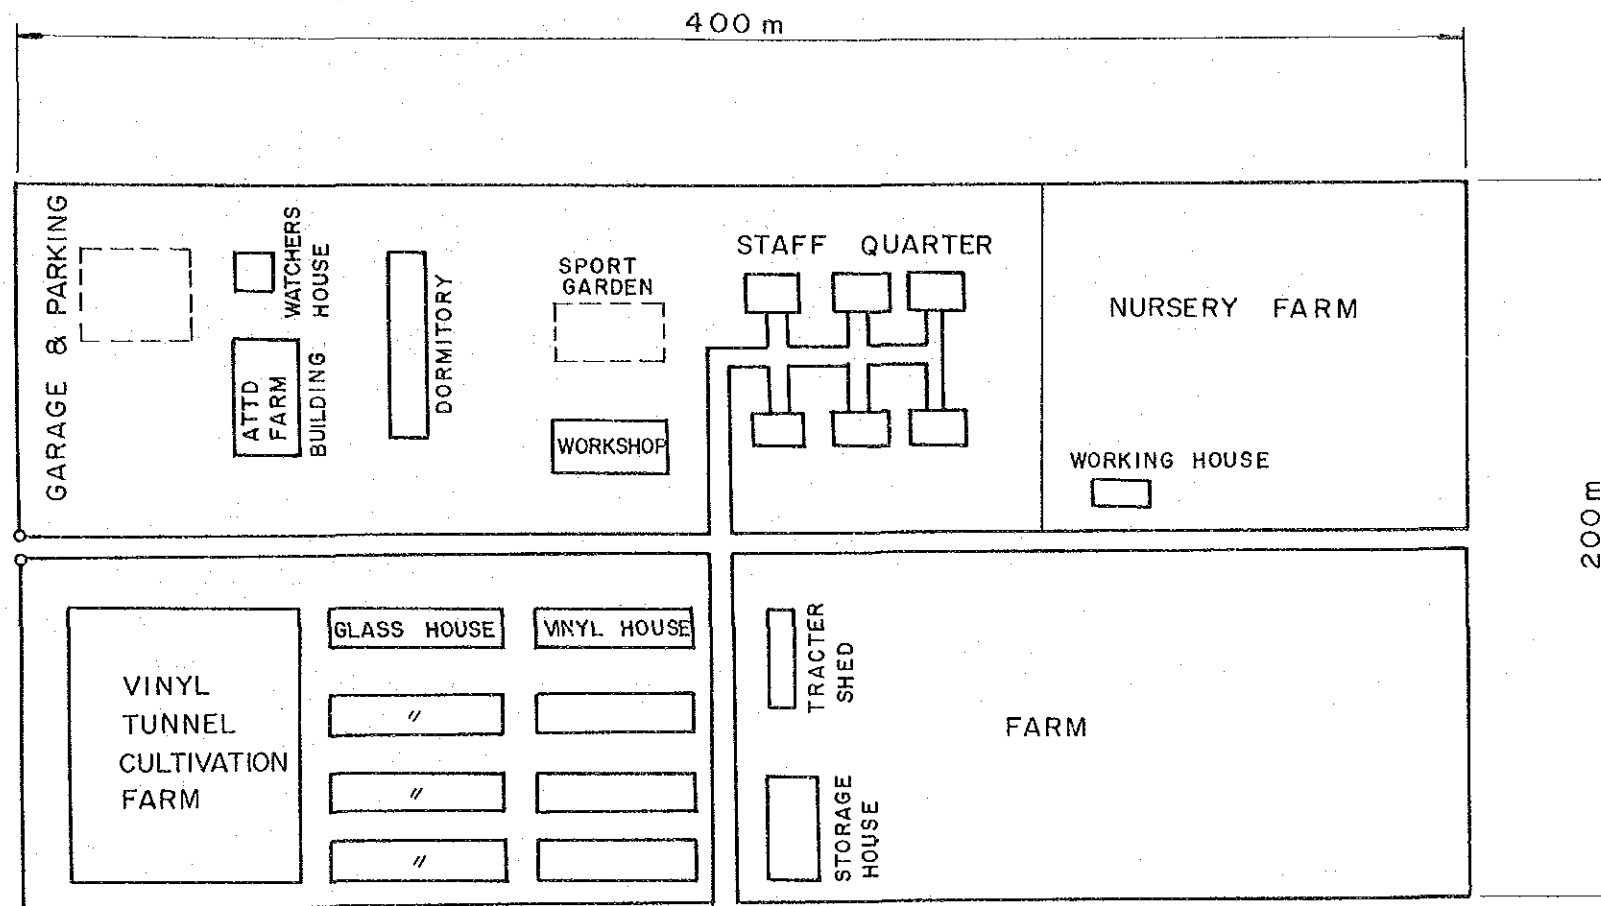 400 m
GARAGE & PARKING
WATCHERS
HOUSE
ATTD
FARM
BUILDING
DORMITORY
SPORT
GARDEN
WORKSHOP
STAFF QUARTER
NURSERY FARM
WORKING HOUSE
200 m
VINYL
TUNNEL
CULTIVATION
FARM
GLASS HOUSE
〃
〃
〃
VINYL HOUSE
TRACTER
SHED
STORAGE
HOUSE
FARM